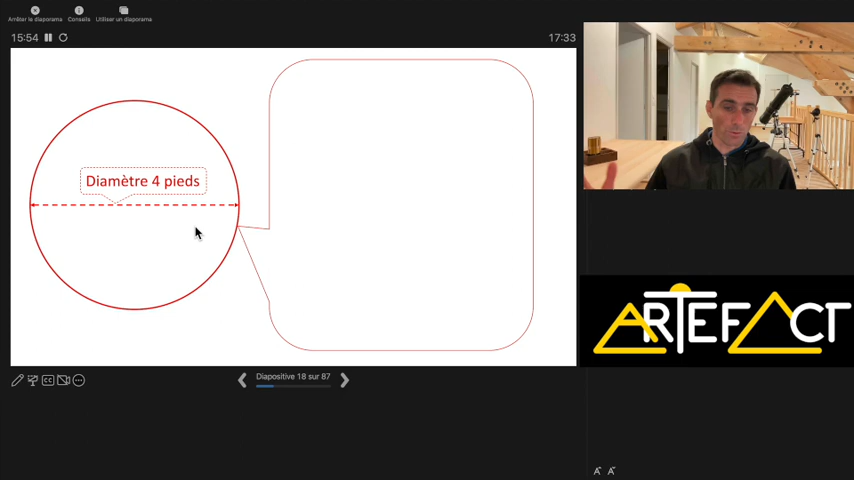 Arrêter le diaporama
Conseils
Utiliser un diaporama
15:54
17:33
Diamètre 4 pieds
ARTEFACT
Diapositive 18 sur 87